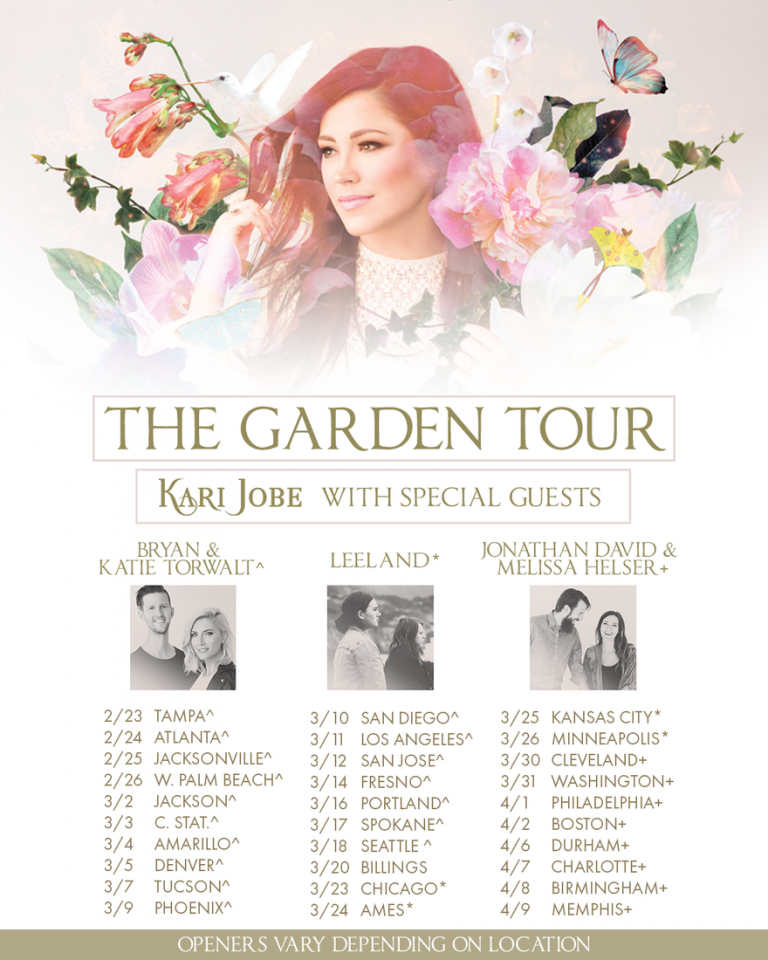 THE GARDEN TOUR
KARI JOBE WITH SPECIAL GUESTS
BRYAN &
KATIE TORWALT^
LEELAND*
JONATHAN DAVID &
MELISSA HELSER+
2/23 TAMPA^
2/24 ATLANTA^
2/25 JACKSONVILLE^
2/26 W. PALM BEACH^
3/2 JACKSON^
3/3 C. STAT.^
3/4 AMARILLO^
3/5 DENVER^
3/7 TUCSON^
3/9 PHOENIX^
3/10 SAN DIEGO^
3/11 LOS ANGELES^
3/12 SAN JOSE^
3/14 FRESNO^
3/16 PORTLAND^
3/17 SPOKANE^
3/18 SEATTLE ^
3/20 BILLINGS
3/23 CHICAGO*
3/24 AMES*
3/25 KANSAS CITY*
3/26 MINNEAPOLIS*
3/30 CLEVELAND+
3/31 WASHINGTON+
4/1 PHILADELPHIA+
4/2 BOSTON+
4/6 DURHAM+
4/7 CHARLOTTE+
4/8 BIRMINGHAM+
4/9 MEMPHIS+
OPENERS VARY DEPENDING ON LOCATION